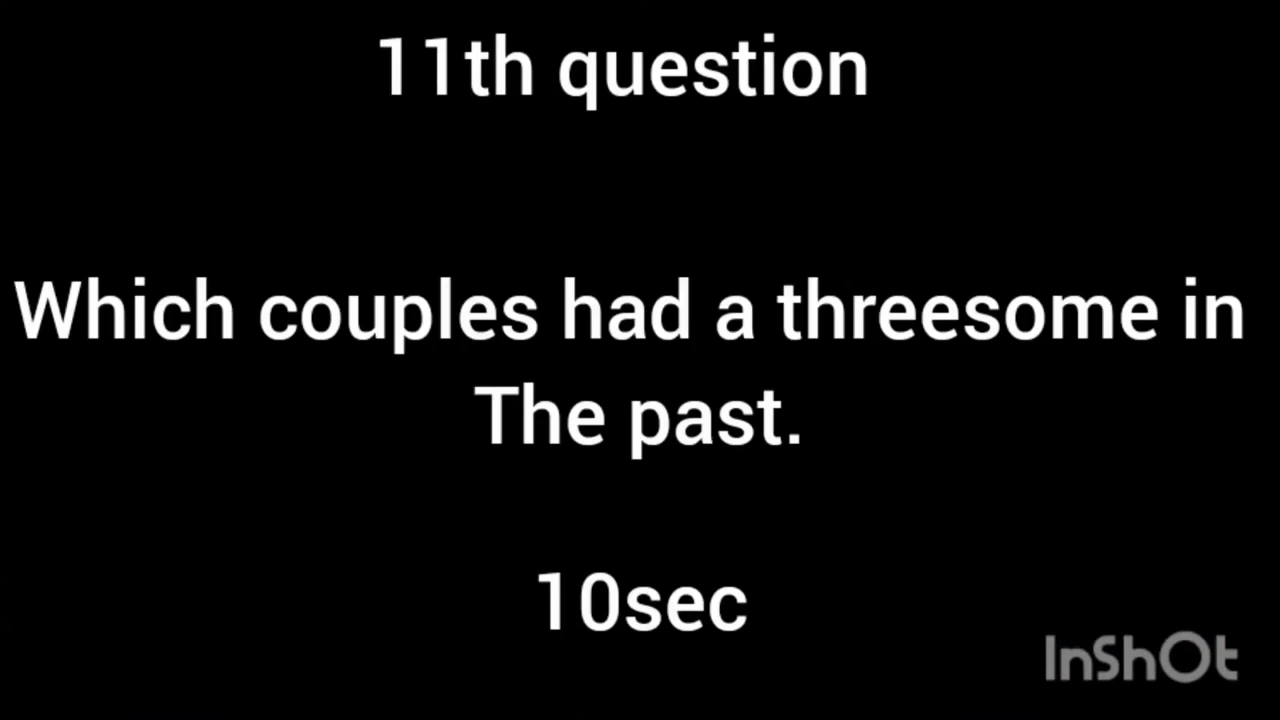 11th question
Which couples had a threesome in
The past.
10sec
InShOt